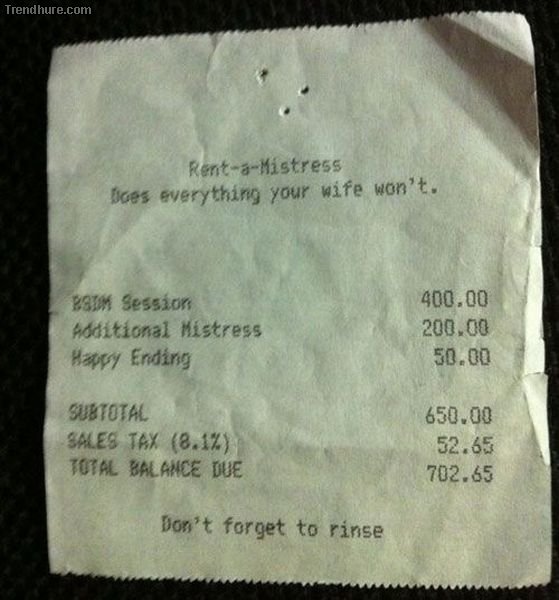 Trendhure.com
Rent-a-Mistress
Does everything your wife won't.
BSDM Session 400.00
Additional Mistress 200.00
Happy Ending 50.00
SUBTOTAL 650.00
SALES TAX (8.1%) 52.65
TOTAL BALANCE DUE 702.65
Don't forget to rinse